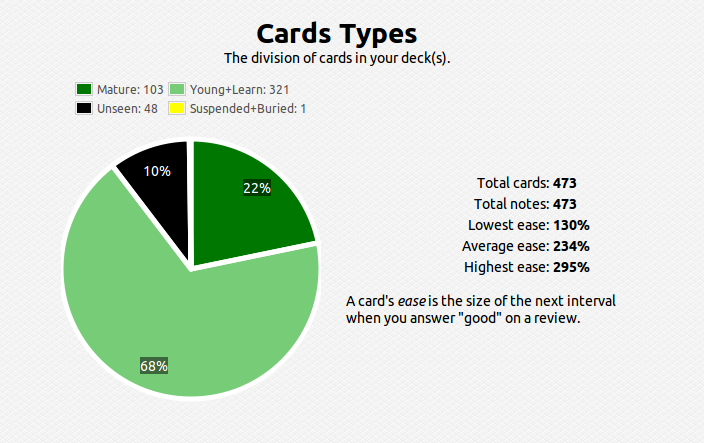 Cards Types
The division of cards in your deck(s).
Mature: 103 Young+Learn: 321
Unseen: 48 Suspended+Buried: 1
10%
22%
68%
Total cards: 473
Total notes: 473
Lowest ease: 130%
Average ease: 234%
Highest ease: 295%
A card's ease is the size of the next interval
when you answer "good" on a review.